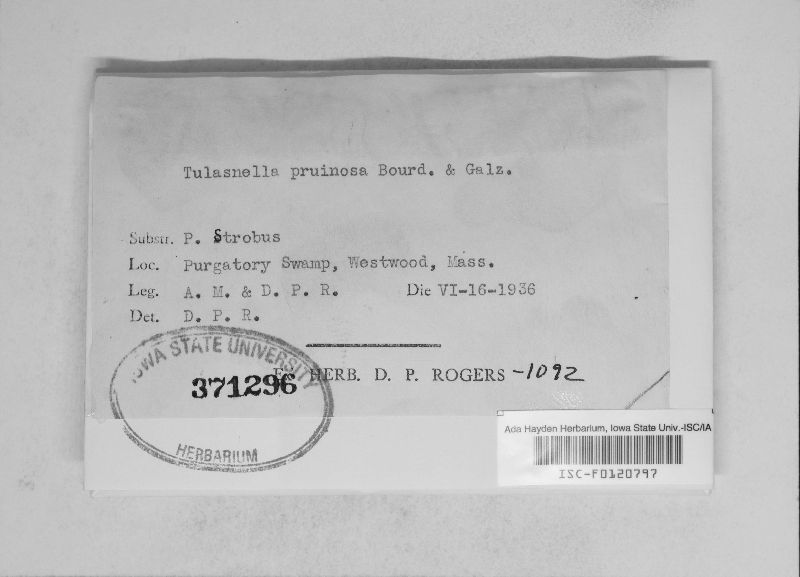 Tulasnella pruinosa Bourd. & Galz.
Substr. P. Strobus
Loc. Purgatory Swamp, Westwood, Mass.
Leg. A. M. & D. P. R. Die VI-16-1936
Det. D. P. R.
IOWA STATE UNIVERSITY
371296
HERB. D. P. ROGERS -1092
HERBARIUM
Ada Hayden Herbarium, Iowa State Univ.-ISC/IA
ISC-F0120797